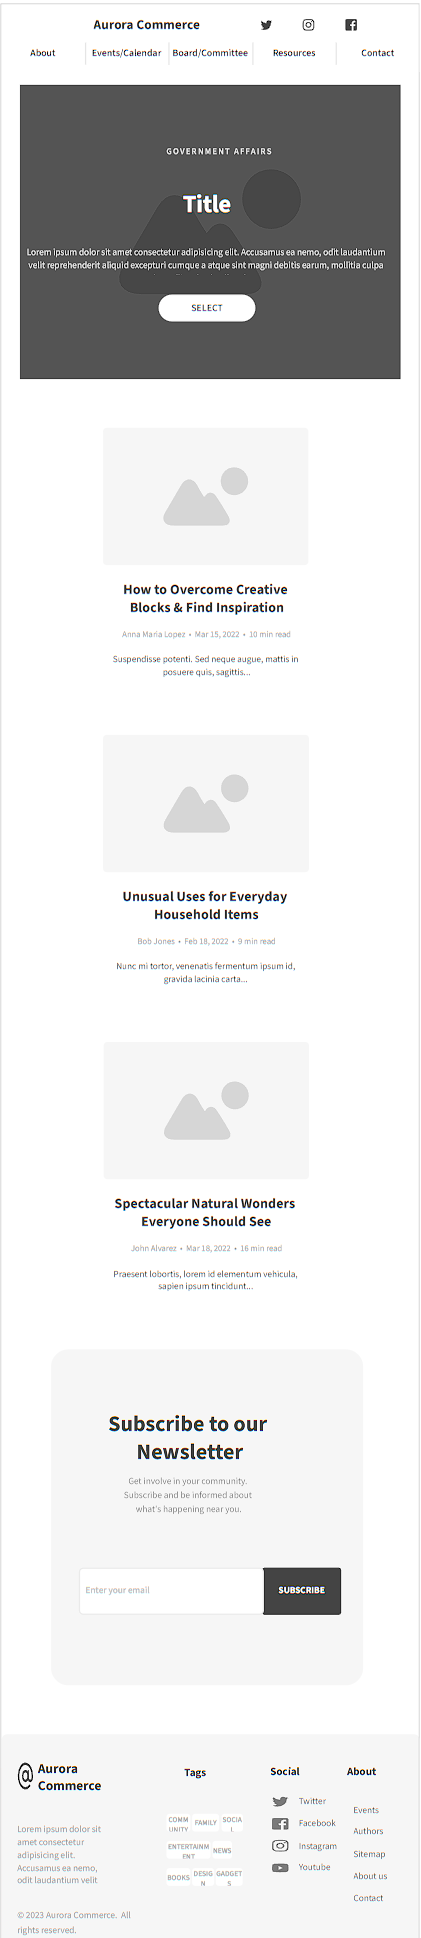 Aurora Commerce
About Events/Calendar Board/Committee Resources Contact
GOVERNMENT AFFAIRS
Title
Lorem ipsum dolor sit amet consectetur adipisicing elit. Accusamus ea nemo, odit laudantium
velit reprehenderit aliquid excepturi cumque a atque sint magni debitis earum, mollitia culpa
SELECT
How to Overcome Creative
Blocks & Find Inspiration
Anna Maria Lopez • Mar 15, 2022 • 10 min read
Suspendisse potenti. Sed neque augue, mattis in
posuere quis, sagittis...
Unusual Uses for Everyday
Household Items
Bob Jones • Feb 18, 2022 • 9 min read
Nunc mi tortor, venenatis fermentum ipsum id,
gravida lacinia carta...
Spectacular Natural Wonders
Everyone Should See
John Alvarez • Mar 18, 2022 • 16 min read
Praesent lobortis, lorem id elementum vehicula,
sapien ipsum tincidunt...
Subscribe to our
Newsletter
Get involve in your community.
Subscribe and be informed about
what's happening near you.
Enter your email SUBSCRIBE
@ Aurora
Commerce
Lorem ipsum dolor sit
amet consectetur
adipisicing elit.
Accusamus ea nemo,
odit laudantium velit
© 2023 Aurora Commerce. All
rights reserved.
Tags
COMM
UNITY
FAMILY
SOCIA
L
ENTERTAINM
ENT
NEWS
BOOKS
DESIG
N
GADGET
S
Social
Twitter
Facebook
Instagram
Youtube
About
Events
Authors
Sitemap
About us
Contact